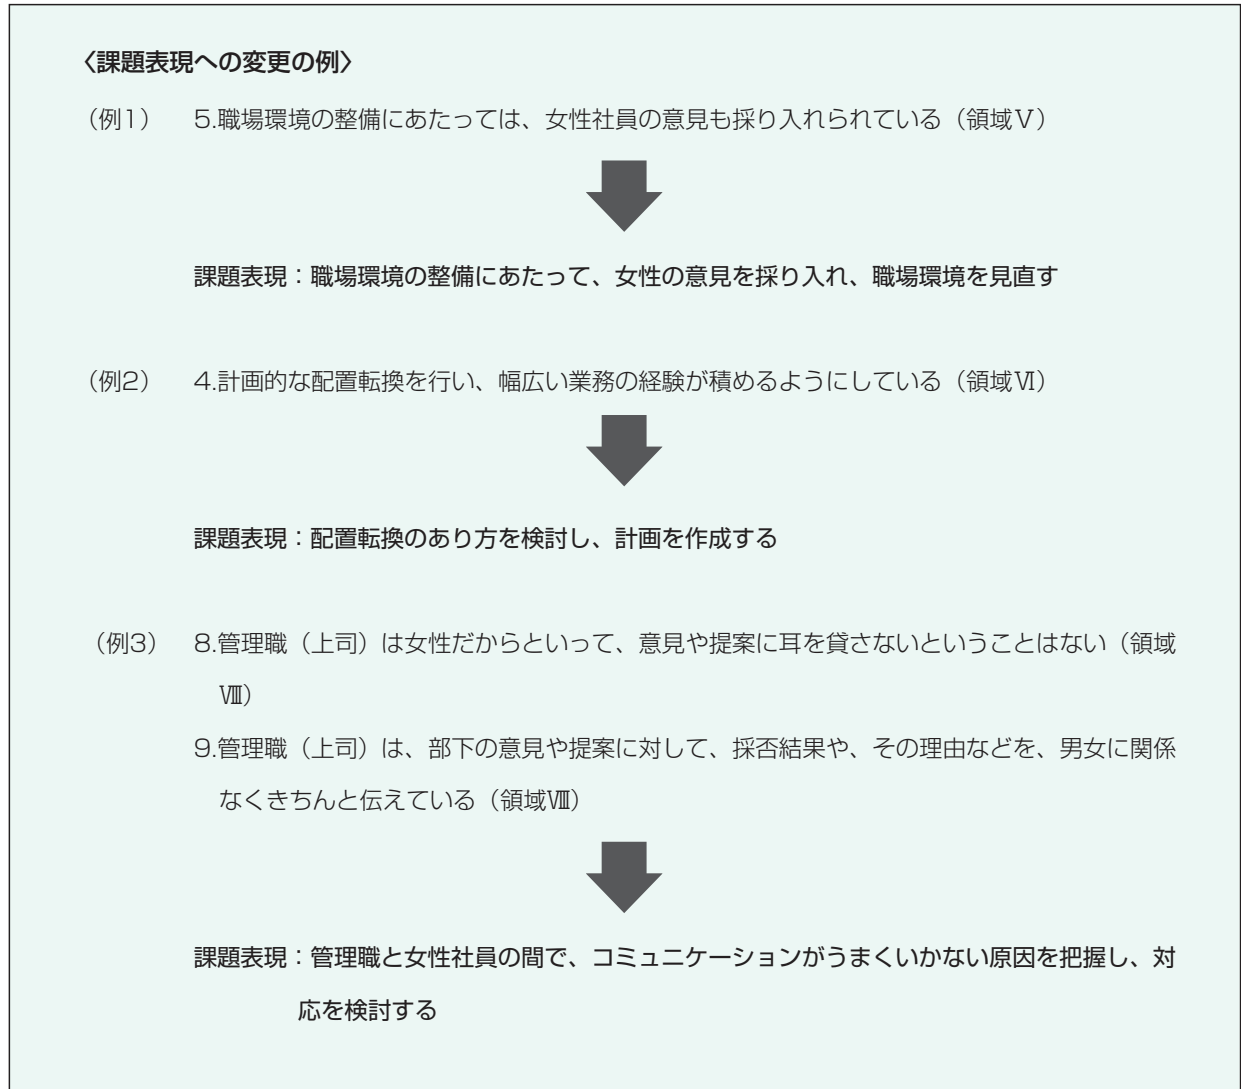 〈課題表現への変更の例〉
（例1） 5.職場環境の整備にあたっては、女性社員の意見も採り入れられている（領域Ⅴ）
課題表現：職場環境の整備にあたって、女性の意見を採り入れ、職場環境を見直す
（例2） 4.計画的な配置転換を行い、幅広い業務の経験が積めるようにしている（領域Ⅵ）
課題表現：配置転換のあり方を検討し、計画を作成する
（例3） 8.管理職（上司）は女性だからといって、意見や提案に耳を貸さないということはない（領域
Ⅷ）
9.管理職（上司）は、部下の意見や提案に対して、採否結果や、その理由などを、男女に関係
なくきちんと伝えている（領域Ⅷ）
課題表現：管理職と女性社員の間で、コミュニケーションがうまくいかない原因を把握し、対
応を検討する